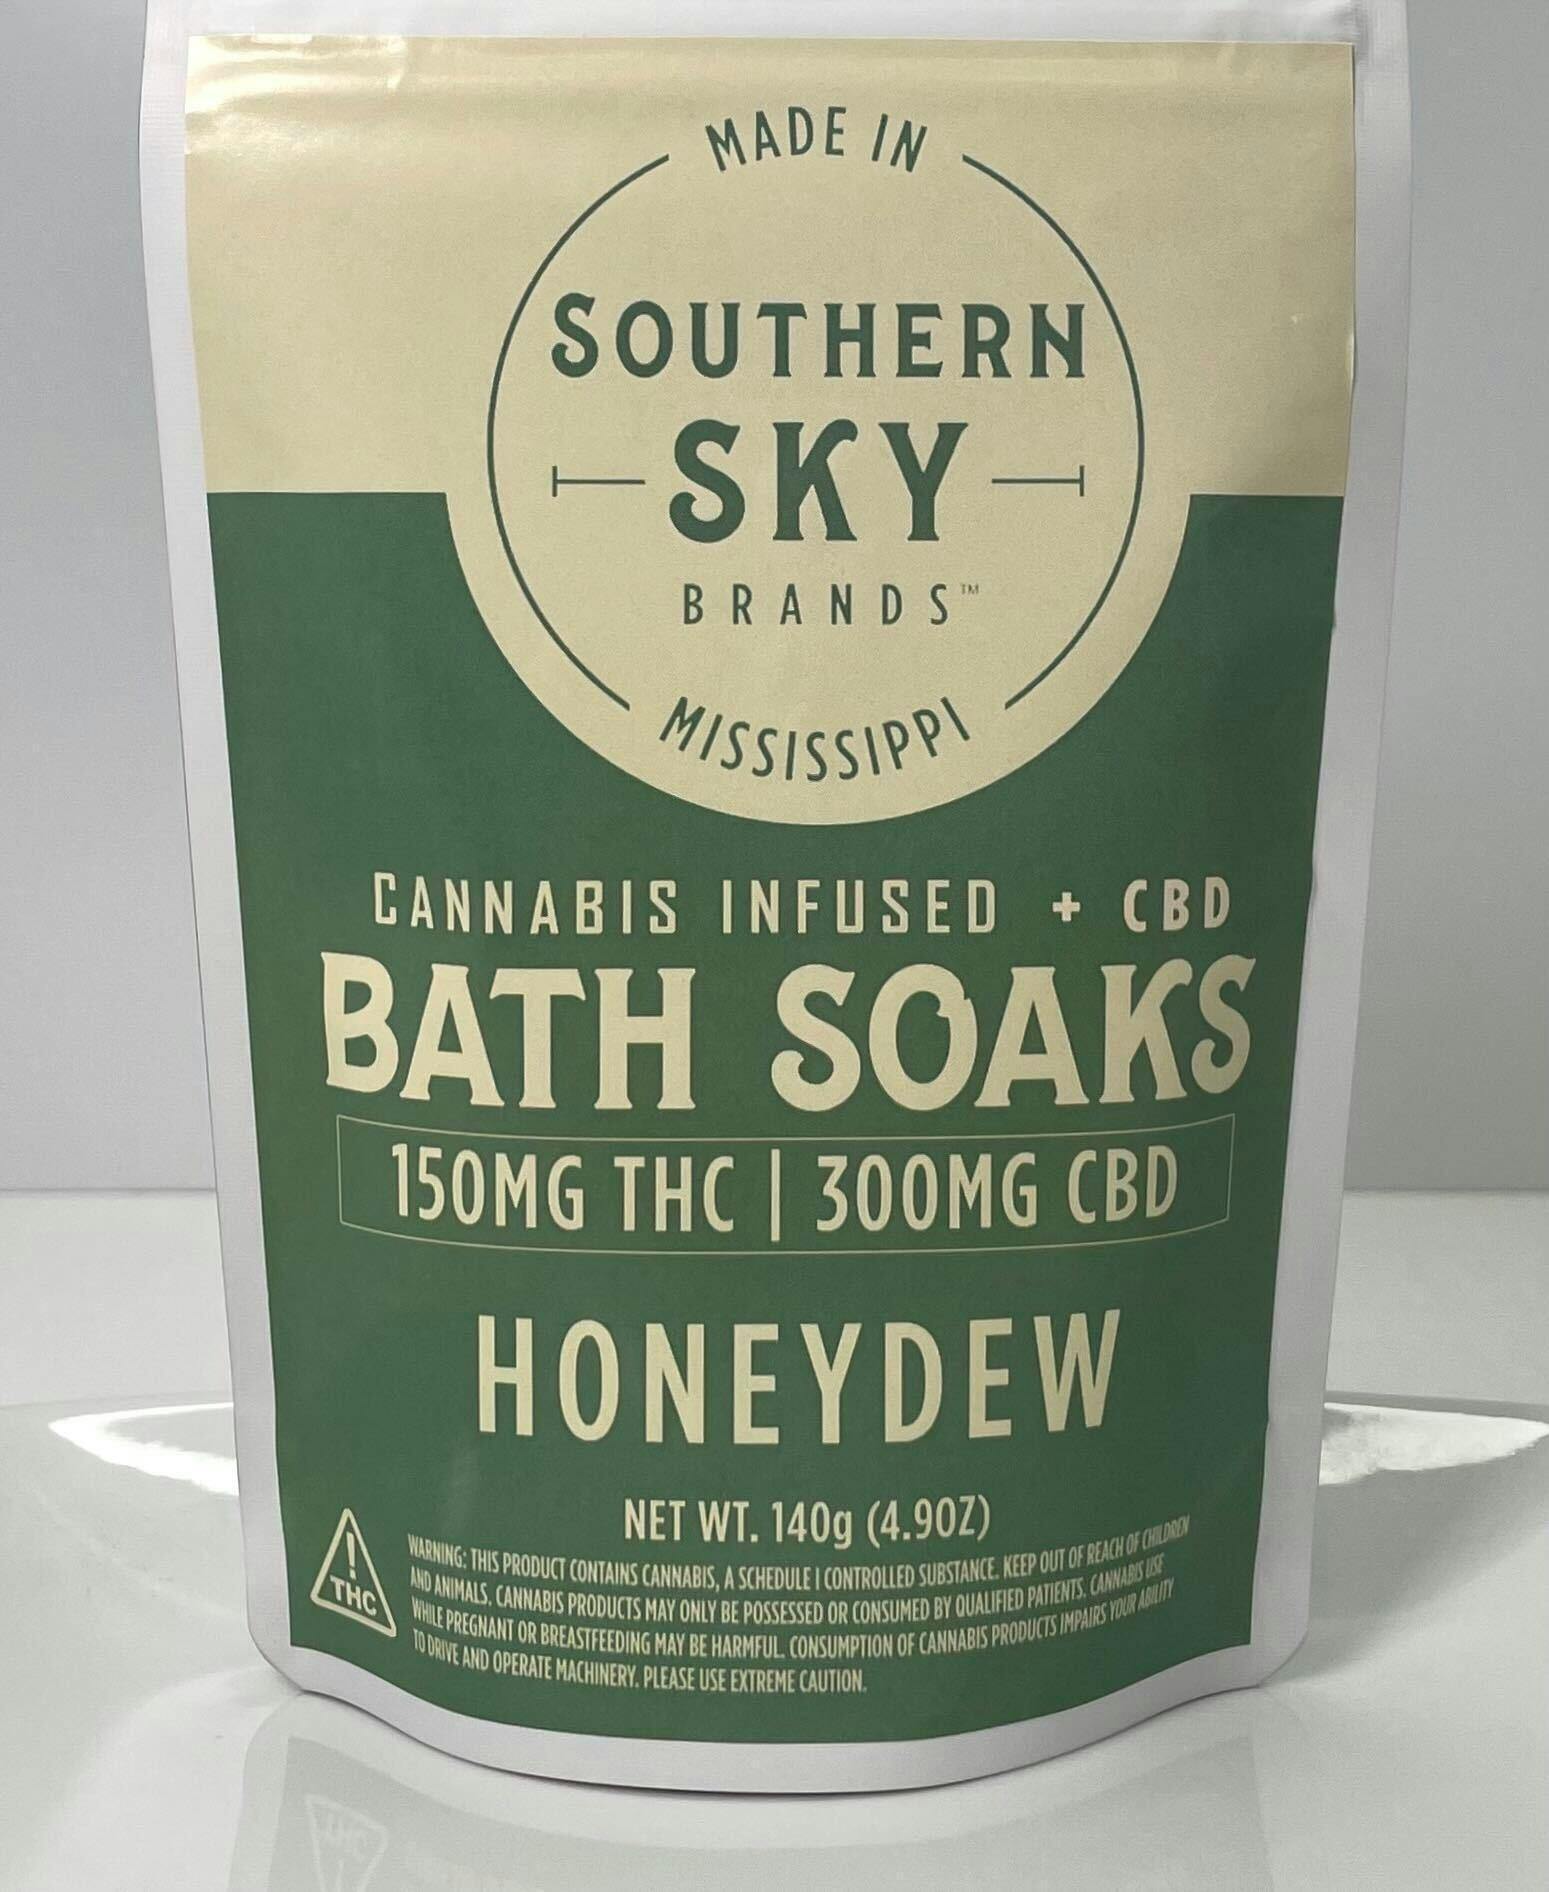 MADE IN
SOUTHERN
SKY
BRANDS™
MISSISSIPPI
CANNABIS INFUSED + CBD
BATH SOAKS
150MG THC | 300MG CBD
HONEYDEW
NET WT. 140g (4.9OZ)
! THC
WARNING: THIS PRODUCT CONTAINS CANNABIS, A SCHEDULE I CONTROLLED SUBSTANCE. KEEP OUT OF REACH OF CHILDREN
AND ANIMALS. CANNABIS PRODUCTS MAY ONLY BE POSSESSED OR CONSUMED BY QUALIFIED PATIENTS. CANNABIS USE
WHILE PREGNANT OR BREASTFEEDING MAY BE HARMFUL. CONSUMPTION OF CANNABIS PRODUCTS IMPAIRS YOUR ABILITY
TO DRIVE AND OPERATE MACHINERY. PLEASE USE EXTREME CAUTION.